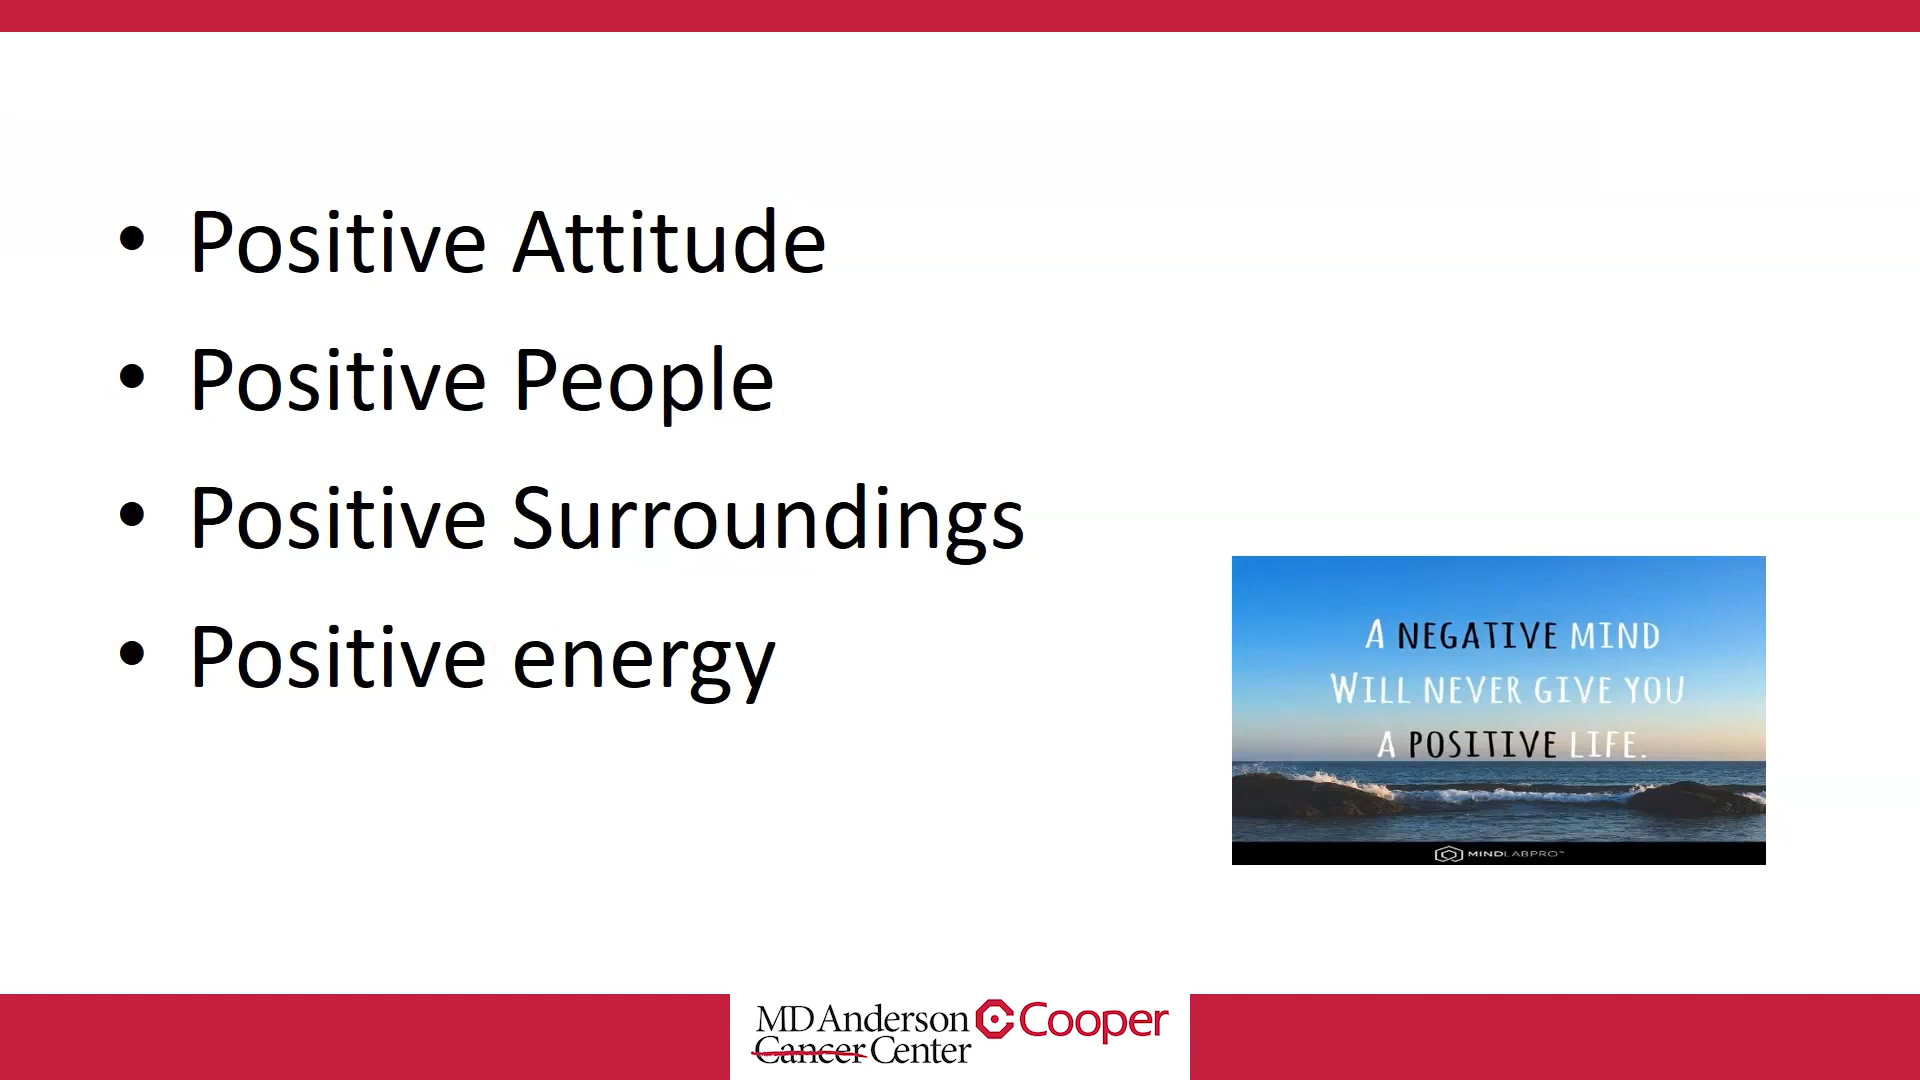 • Positive Attitude
• Positive People
• Positive Surroundings
• Positive energy
A NEGATIVE MIND
WILL NEVER GIVE YOU
A POSITIVE LIFE.
MINDLABPRO™
MD Anderson Cooper
Cancer Center